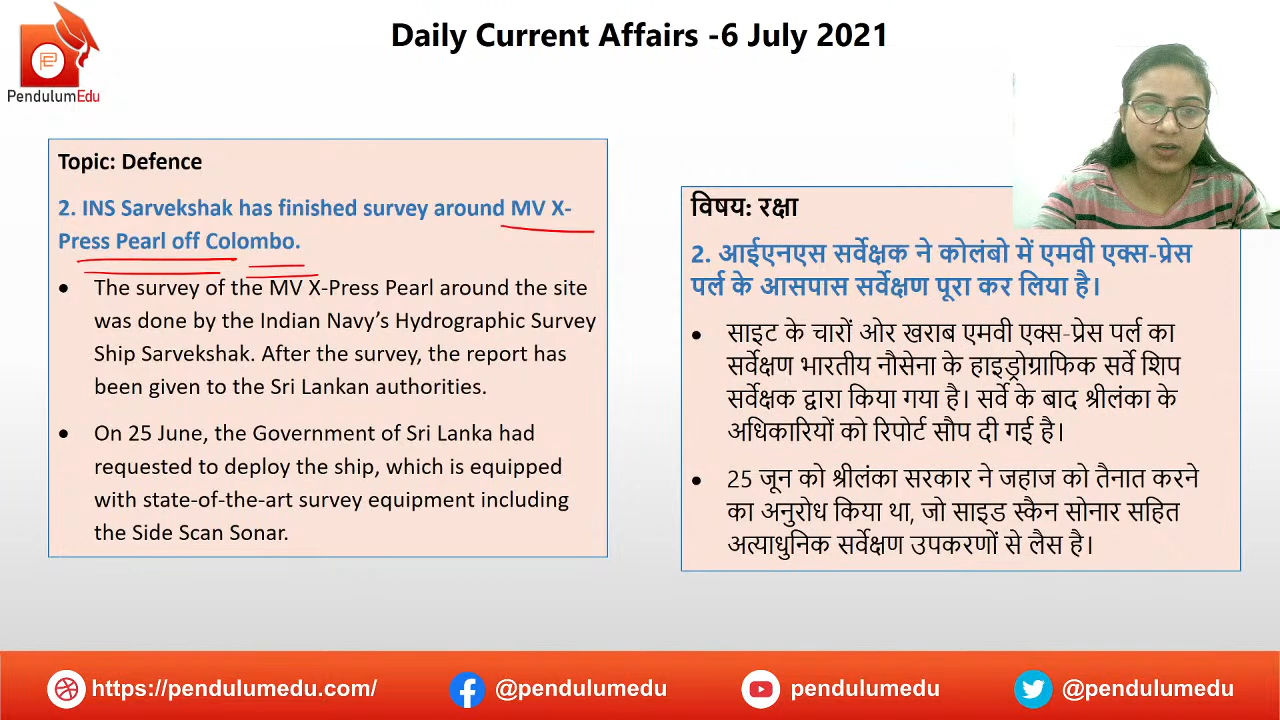 Daily Current Affairs -6 July 2021
PendulumEdu
Topic: Defence
2. INS Sarvekshak has finished survey around MV X-
Press Pearl off Colombo.
• The survey of the MV X-Press Pearl around the site
was done by the Indian Navy's Hydrographic Survey
Ship Sarvekshak. After the survey, the report has
been given to the Sri Lankan authorities.
• On 25 June, the Government of Sri Lanka had
requested to deploy the ship, which is equipped
with state-of-the-art survey equipment including
the Side Scan Sonar.
विषय: रक्षा
2. आईएनएस सर्वेक्षक ने कोलंबो में एमवी एक्स-प्रेस
पर्ल के आसपास सर्वेक्षण पूरा कर लिया है।
• साइट के चारों ओर खराब एमवी एक्स-प्रेस पर्ल का
सर्वेक्षण भारतीय नौसेना के हाइड्रोग्राफिक सर्वे शिप
सर्वेक्षक द्वारा किया गया है। सर्वे के बाद श्रीलंका के
अधिकारियों को रिपोर्ट सौप दी गई है।
• 25 जून को श्रीलंका सरकार ने जहाज को तैनात करने
का अनुरोध किया था, जो साइड स्कैन सोनार सहित
अत्याधुनिक सर्वेक्षण उपकरणों से लैस है।
https://pendulumedu.com/
@pendulumedu
pendulumedu
@pendulumedu